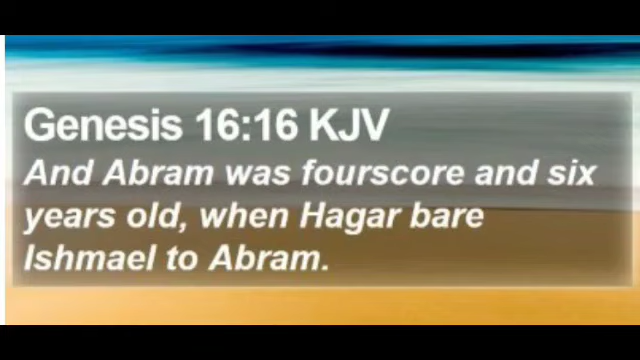 Genesis 16:16 KJV
And Abram was fourscore and six
years old, when Hagar bare
Ishmael to Abram.